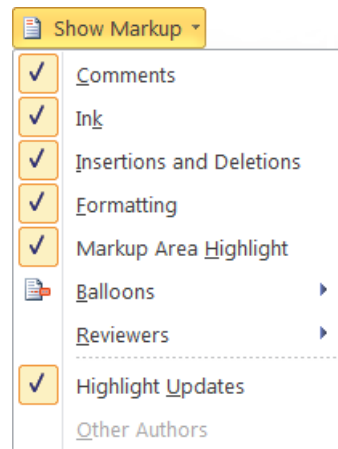 Show Markup
Comments
Ink
Insertions and Deletions
Formatting
Markup Area Highlight
Balloons
Reviewers
Highlight Updates
Other Authors